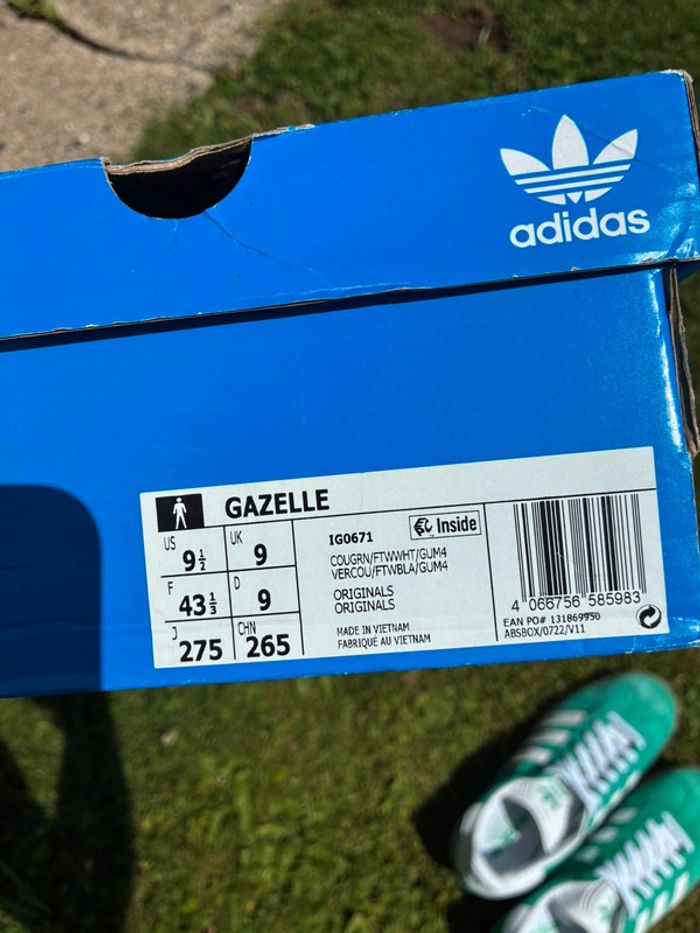 adidas
GAZELLE
US 9½ UK 9
F 43⅓ D 9
J 275 CHN 265
IG0671
Inside
COUGRN/FTWWHT/GUM4
VERCOU/FTWBLA/GUM4
ORIGINALS
ORIGINALS
MADE IN VIETNAM
FABRIQUÉ AU VIETNAM
4 066756 585983
EAN PO# 131869950
ABSBOX/0722/V11